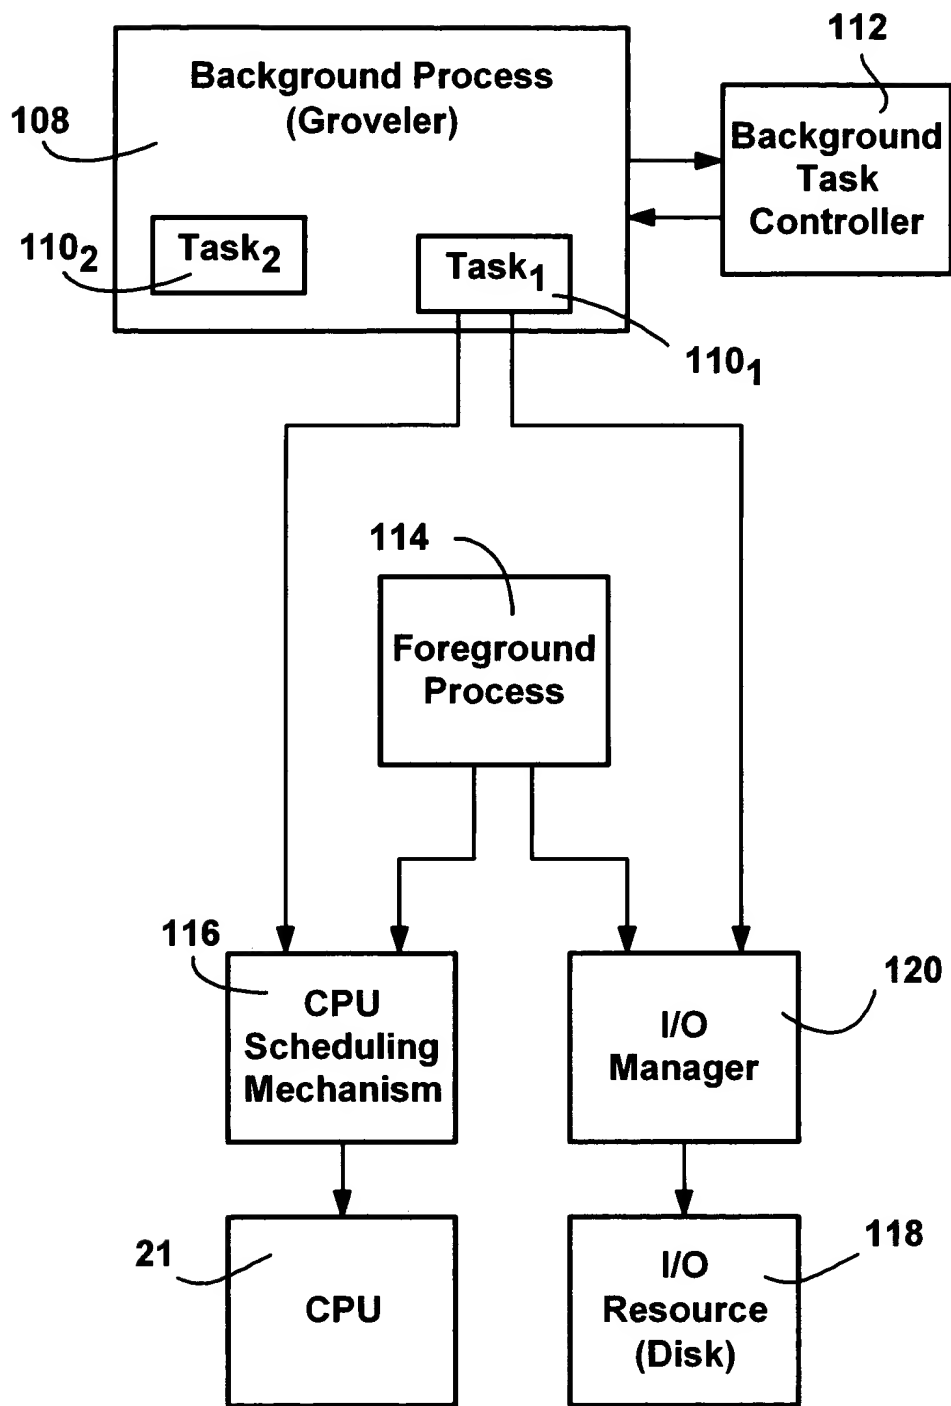 112
Background Process
(Groveler)
108
Background
Task
Controller
Task₂
110₂
Task₁
110₁
114
Foreground
Process
116
CPU
Scheduling
Mechanism
120
I/O
Manager
21
CPU
118
I/O
Resource
(Disk)